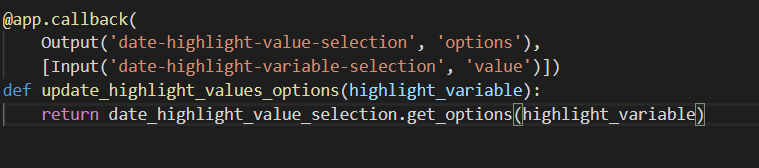 @app.callback(
    Output('date-highlight-value-selection', 'options'),
    [Input('date-highlight-variable-selection', 'value')])
def update_highlight_values_options(highlight_variable):
    return date_highlight_value_selection.get_options(highlight_variable)